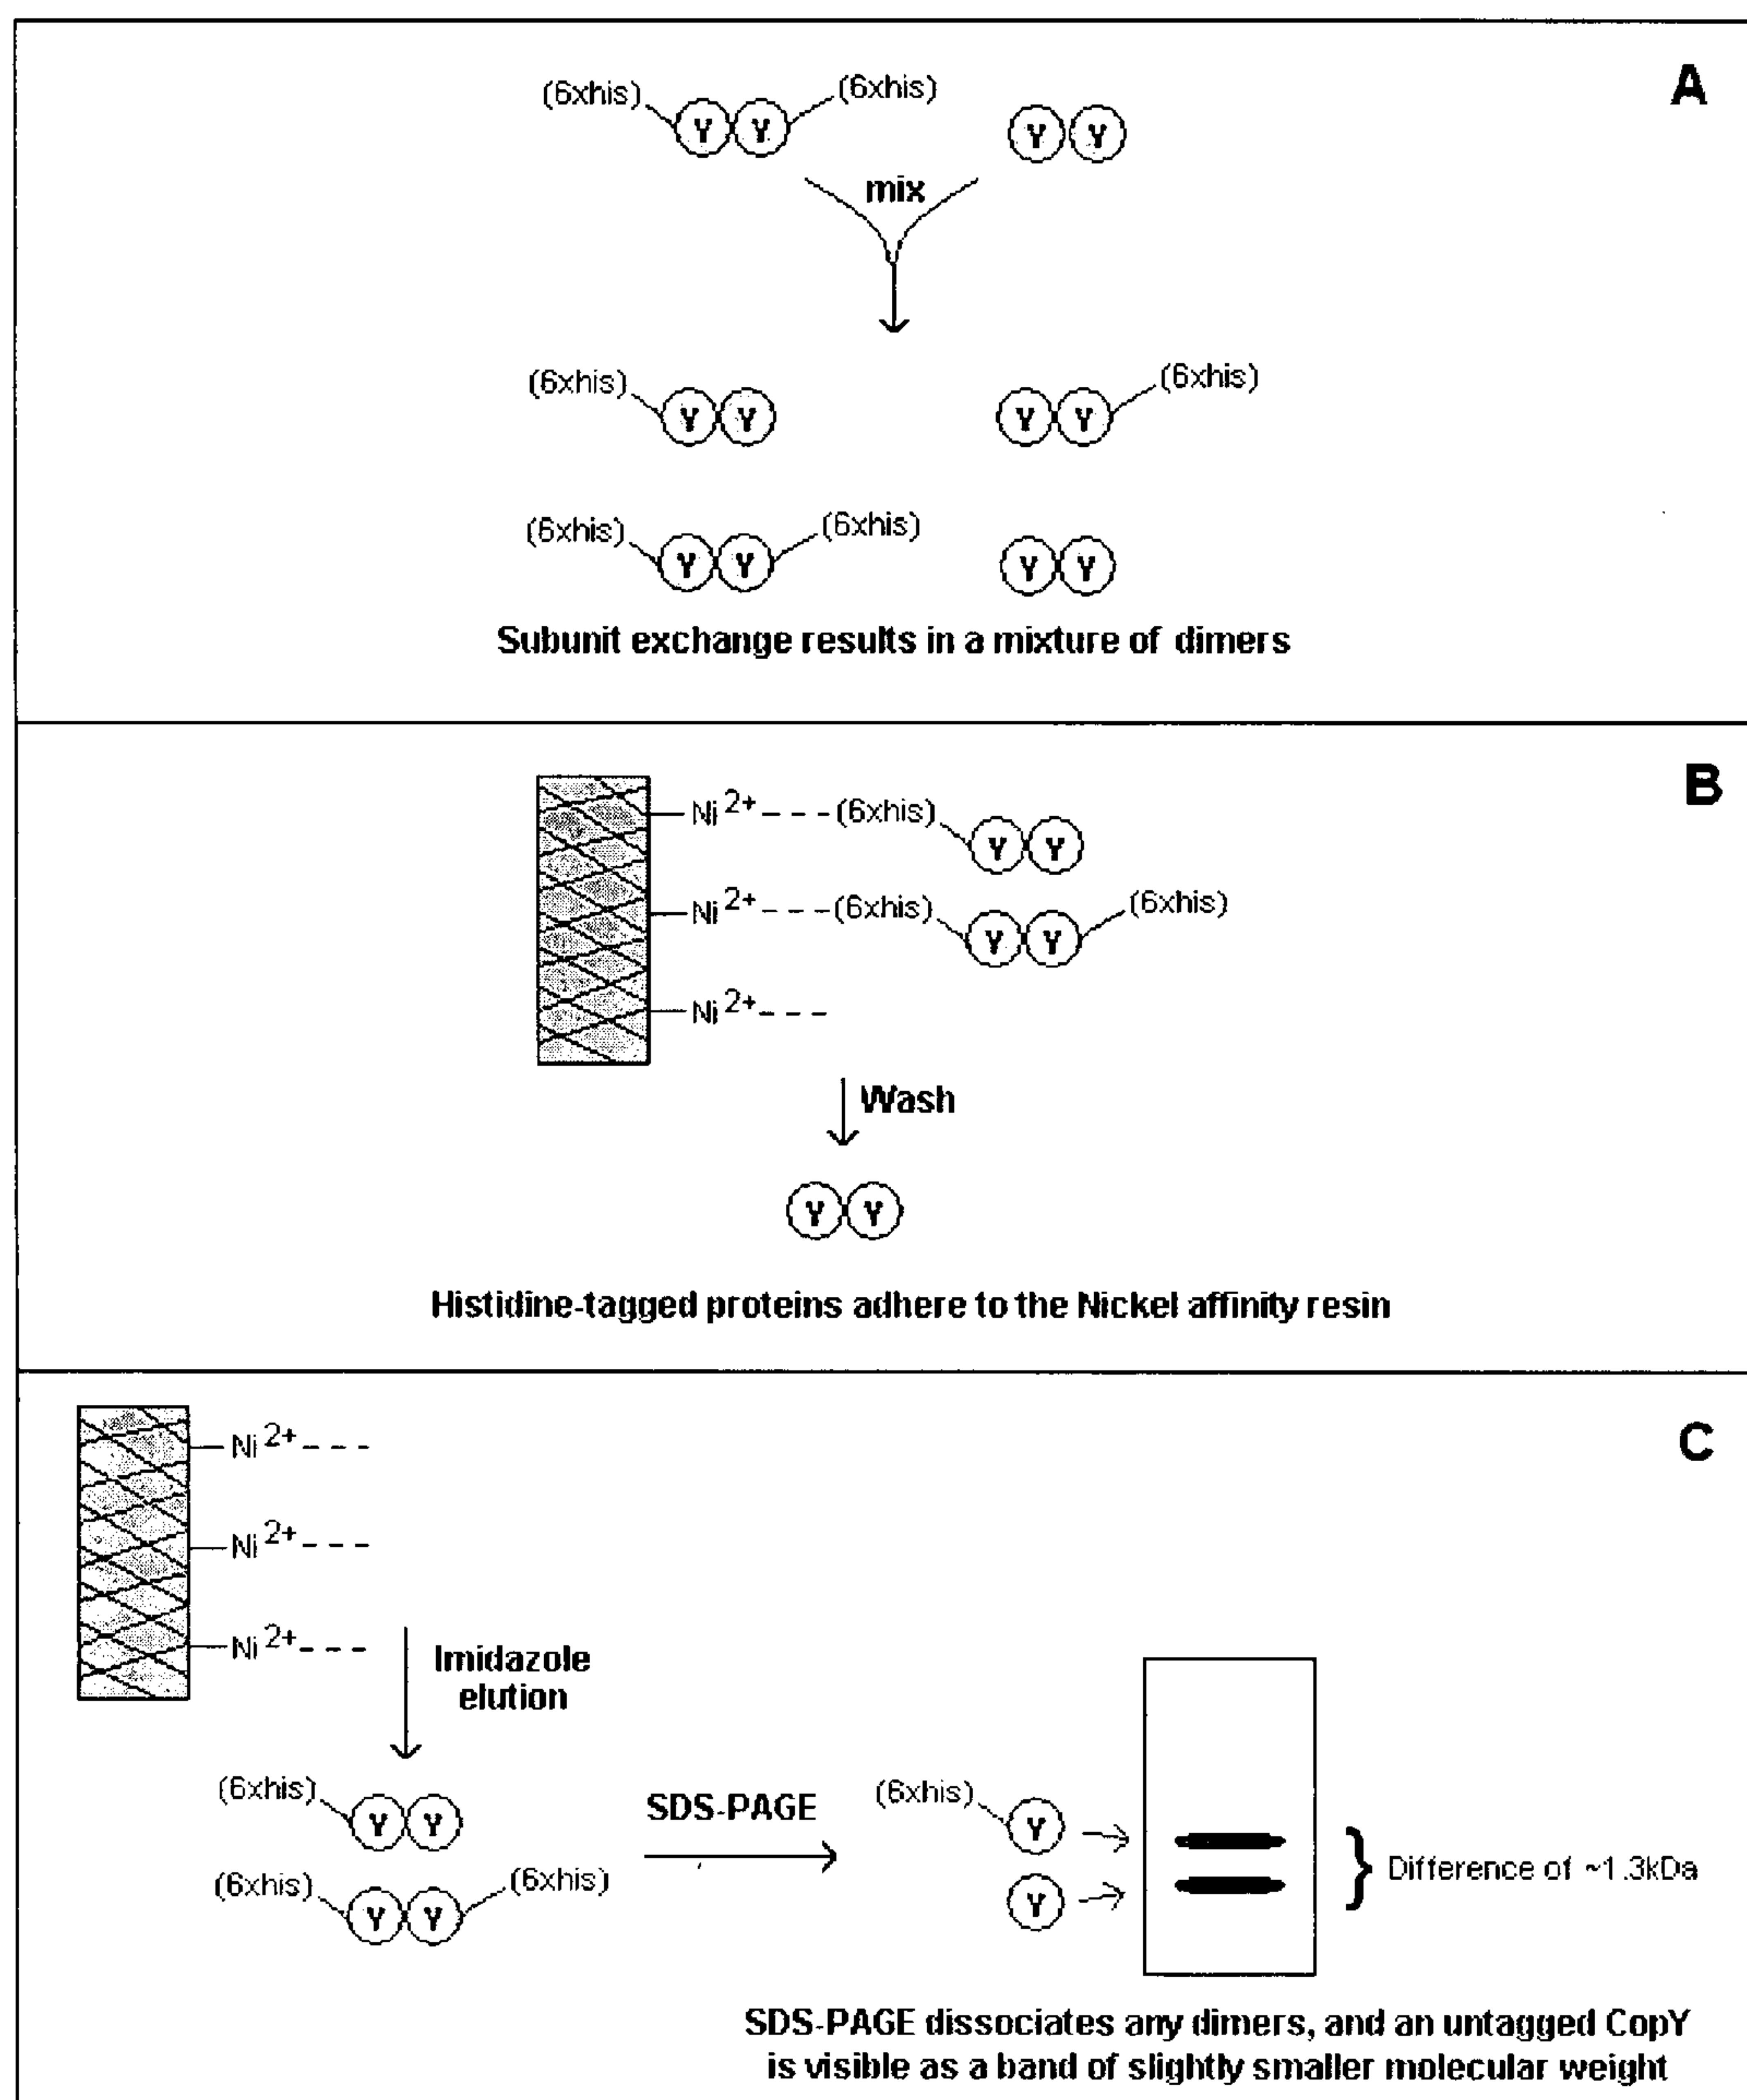 A
(6xhis) (6xhis)
Y Y Y Y
mix
(6xhis) (6xhis)
Y Y Y Y
(6xhis) (6xhis)
Y Y Y Y
Subunit exchange results in a mixture of dimers
B
Ni 2+ - - - (6xhis)
Y Y
Ni 2+ - - - (6xhis) (6xhis)
Y Y
Ni 2+ - - -
Wash
Y Y
Histidine-tagged proteins adhere to the Nickel affinity resin
C
Ni 2+ - - -
Ni 2+ - - -
Ni 2+ - - -
Imidazole
elution
(6xhis)
Y Y
(6xhis) (6xhis)
Y Y
SDS-PAGE
(6xhis)
Y
Y
Difference of ~1.3kDa
SDS-PAGE dissociates any dimers, and an untagged CopY
is visible as a band of slightly smaller molecular weight